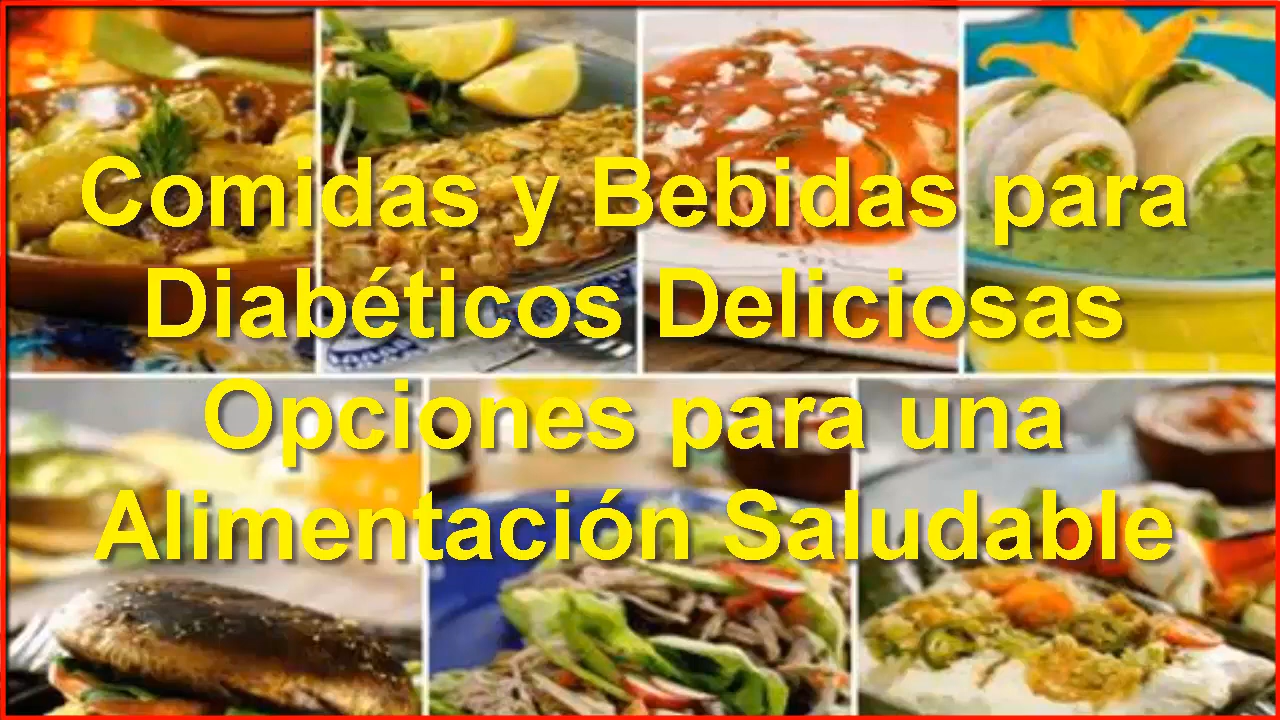 Comidas y Bebidas para
Diabéticos Deliciosas
Opciones para una
Alimentación Saludable